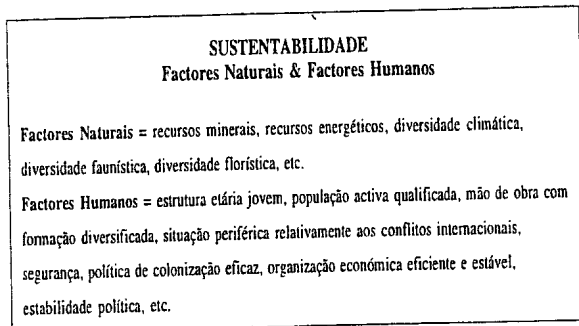 SUSTENTABILIDADE
Factores Naturais & Factores Humanos
Factores Naturais = recursos minerais, recursos energéticos, diversidade climática,
diversidade faunística, diversidade florística, etc.
Factores Humanos = estrutura etária jovem, população activa qualificada, mão de obra com
formação diversificada, situação periférica relativamente aos conflitos internacionais,
segurança, política de colonização eficaz, organização económica eficiente e estável,
estabilidade política, etc.